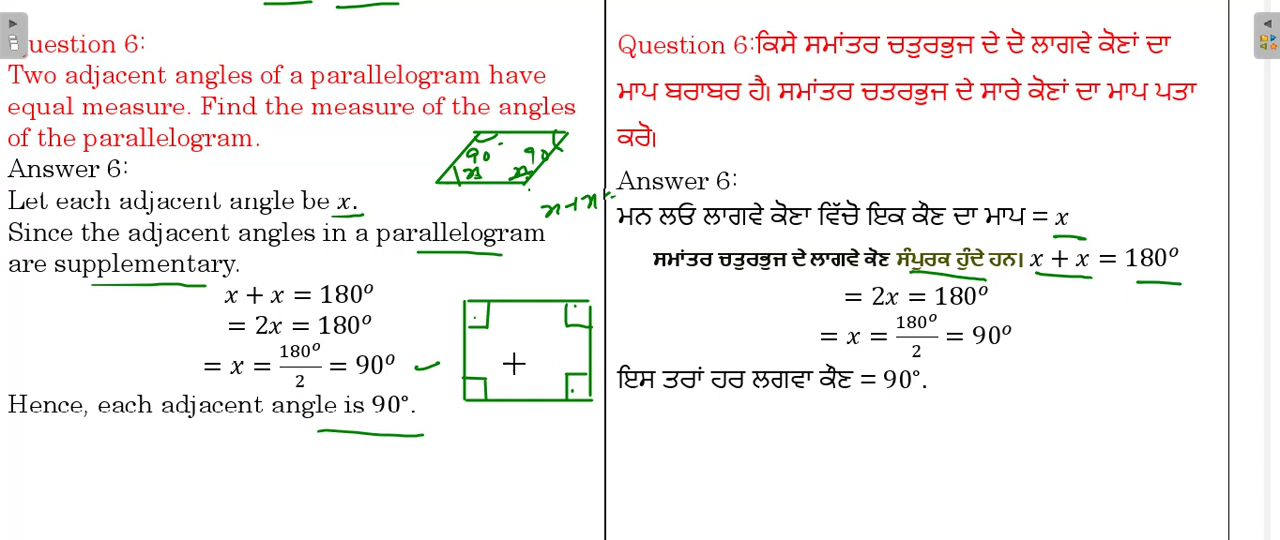 Question 6:
Two adjacent angles of a parallelogram have
equal measure. Find the measure of the angles
of the parallelogram.
Answer 6:
Let each adjacent angle be x.
Since the adjacent angles in a parallelogram
are supplementary.
x + x = 180°
= 2x = 180°
= x = 180°/2 = 90°
Hence, each adjacent angle is 90°.
90 90
x x
x + x =
Question 6:ਕਿਸੇ ਸਮਾਂਤਰ ਚਤੁਰਭੁਜ ਦੇ ਦੋ ਲਾਗਵੇ ਕੋਣਾਂ ਦਾ
ਮਾਪ ਬਰਾਬਰ ਹੈ। ਸਮਾਂਤਰ ਚਤਰਭੁਜ ਦੇ ਸਾਰੇ ਕੋਣਾਂ ਦਾ ਮਾਪ ਪਤਾ
ਕਰੋ।
Answer 6:
ਮਨ ਲਓ ਲਾਗਵੇ ਕੋਣਾ ਵਿੱਚੋ ਇਕ ਕੋਣ ਦਾ ਮਾਪ = x
ਸਮਾਂਤਰ ਚਤੁਰਭੁਜ ਦੇ ਲਾਗਵੇ ਕੋਣ ਸੰਪੂਰਕ ਹੁੰਦੇ ਹਨ। x + x = 180°
= 2x = 180°
= x = 180°/2 = 90°
ਇਸ ਤਰਾਂ ਹਰ ਲਗਵਾ ਕੋਣ = 90°.